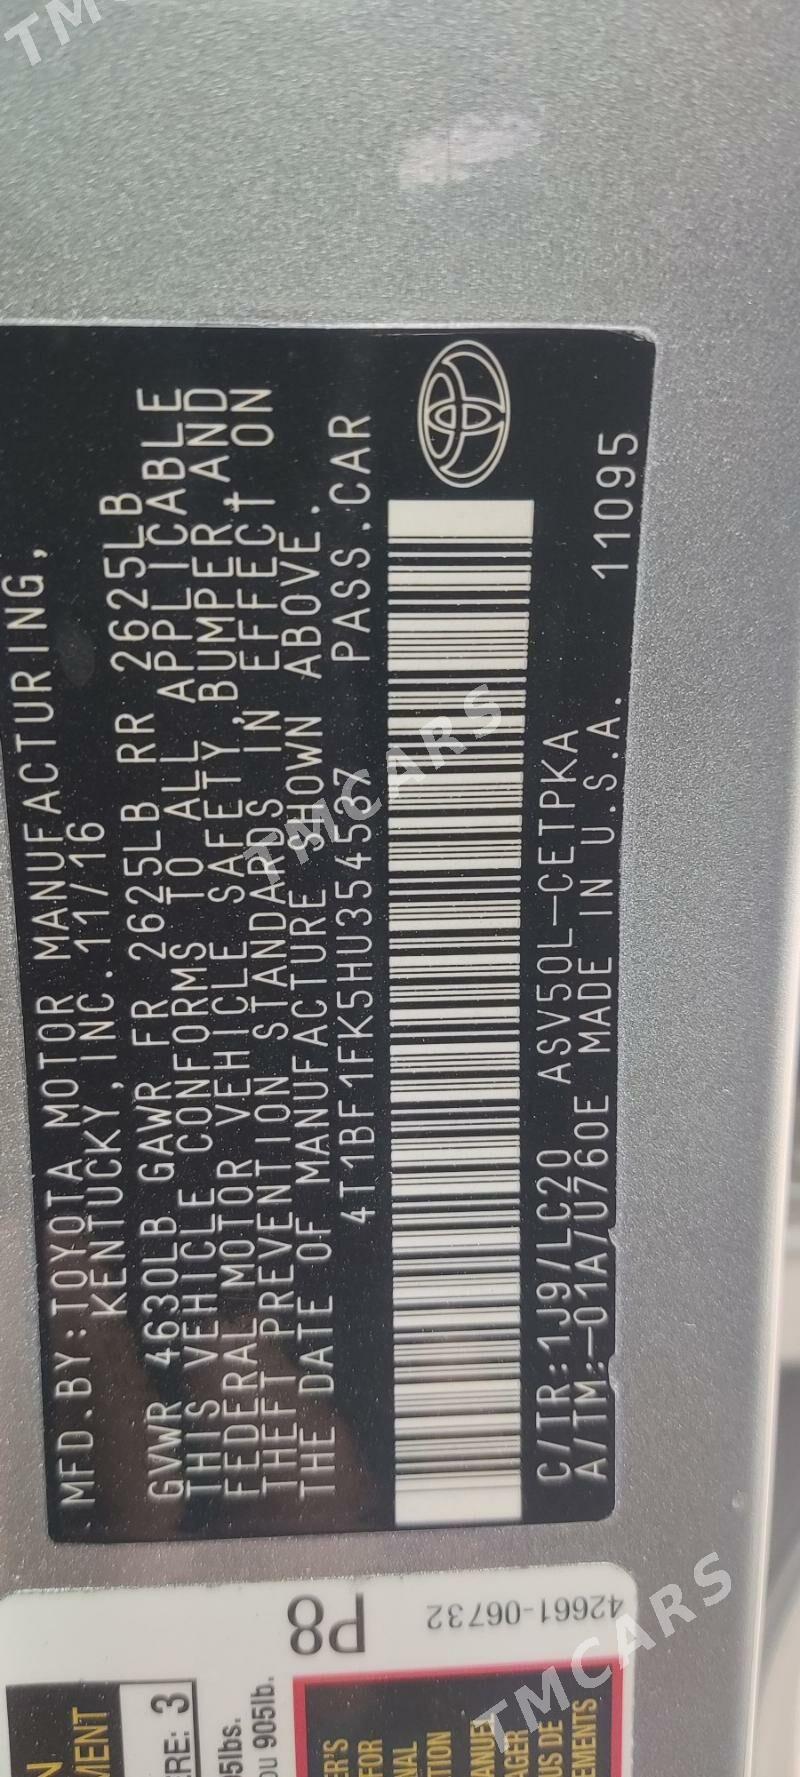 MFD.BY:TOYOTA MOTOR MANUFACTURING,
KENTUCKY,INC.11/16
GVWR 4630LB GAWR FR 2625LB RR 2625LB
THIS VEHICLE CONFORMS TO ALL APPLICABLE
FEDERAL MOTOR VEHICLE SAFETY,BUMPER,AND
THEFT PREVENTION STANDARDS IN EFFECT ON
THE DATE OF MANUFACTURE SHOWN ABOVE.
4T1BF1FK5HU354537 PASS.CAR
C/TR:1J9/LC20 ASV50L-CETPKA
A/TM:-01A/U760E MADE IN U.S.A. 11095
P8
42661-06732
3
905lb.
TMCARS
TMCARS